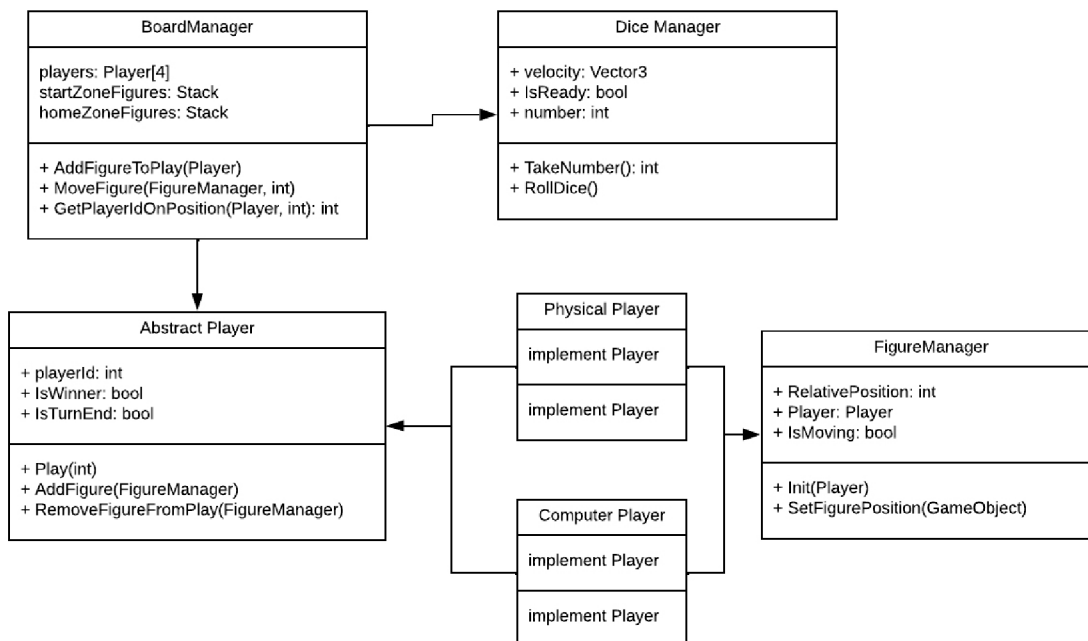 BoardManager
players: Player[4]
startZoneFigures: Stack
homeZoneFigures: Stack
+ AddFigureToPlay(Player)
+ MoveFigure(FigureManager, int)
+ GetPlayerIdOnPosition(Player, int): int
Dice Manager
+ velocity: Vector3
+ IsReady: bool
+ number: int
+ TakeNumber(): int
+ RollDice()
Abstract Player
+ playerId: int
+ IsWinner: bool
+ IsTurnEnd: bool
+ Play(int)
+ AddFigure(FigureManager)
+ RemoveFigureFromPlay(FigureManager)
Physical Player
implement Player
implement Player
Computer Player
implement Player
implement Player
FigureManager
+ RelativePosition: int
+ Player: Player
+ IsMoving: bool
+ Init(Player)
+ SetFigurePosition(GameObject)